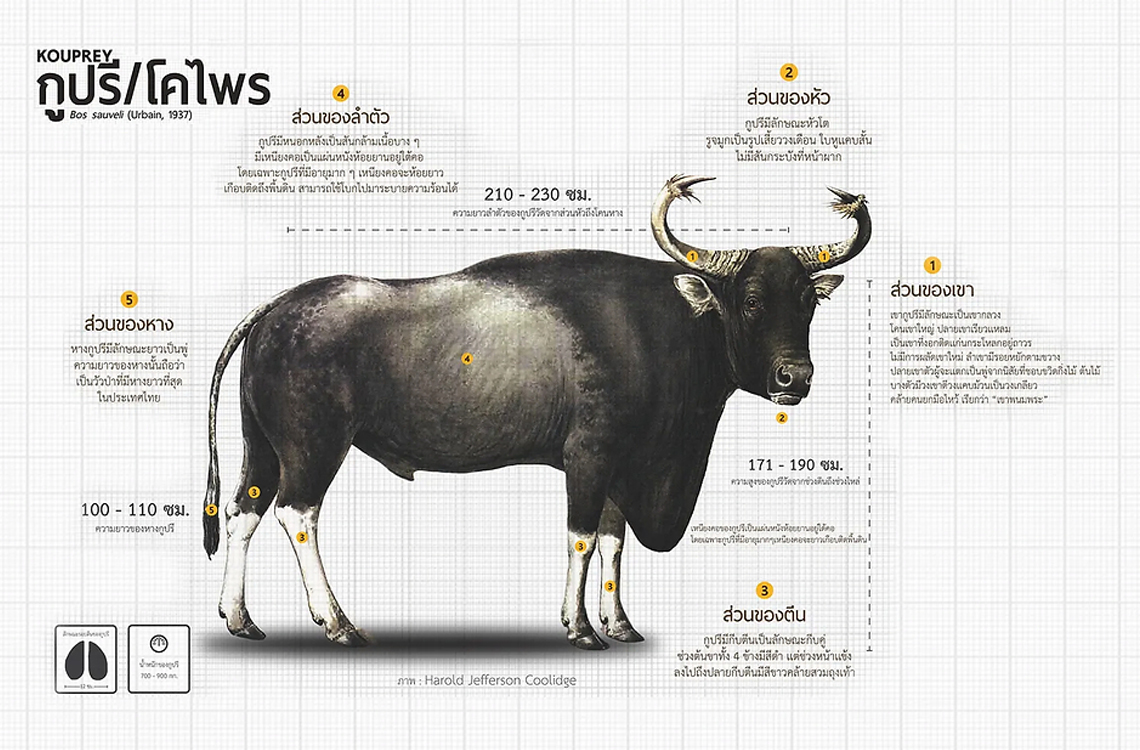 KOUPREY
กูปรี/โคไพร
Bos sauveli (Urbain, 1937)
4
ส่วนของลำตัว
กูปรีมีหนอกหลังเป็นสันกล้ามเนื้อบาง ๆ
มีเหนียงคอเป็นแผ่นหนังห้อยยานอยู่ใต้คอ
โดยเฉพาะกูปรีที่มีอายุมาก ๆ เหนียงคอจะห้อยยาว
เกือบติดถึงพื้นดิน สามารถใช้โบกไปมาระบายความร้อนได้
2
ส่วนของหัว
กูปรีมีลักษณะหัวโต
รูจมูกเป็นรูปเสี้ยววงเดือน ใบหูแคบสั้น
ไม่มีสันกระบังที่หน้าผาก
210 - 230 ซม.
ความยาวลำตัวของกูปรีวัดจากส่วนหัวถึงโคนหาง
1
1
1
ส่วนของเขา
เขากูปรีมีลักษณะเป็นเขากลวง
โคนเขาใหญ่ ปลายเขาเรียวแหลม
เป็นเขาที่งอกติดแก่นกระโหลกอยู่ถาวร
ไม่มีการผลัดเขาใหม่ ลำเขามีรอยหยักตามขวาง
ปลายเขาตัวผู้จะแตกเป็นพู่จากนิสัยที่ชอบขวิดกิ่งไม้ ต้นไม้
บางตัวมีวงเขาตีวงแคบม้วนเป็นวงเกลียว
คล้ายคนยกมือไหว้ เรียกว่า "เขาพนมพระ"
5
ส่วนของหาง
หางกูปรีมีลักษณะยาวเป็นพู่
ความยาวของหางนั้นถือว่า
เป็นวัวป่าที่มีหางยาวที่สุด
ในประเทศไทย
4
2
171 - 190 ซม.
ความสูงของกูปรีวัดจากช่วงตีนถึงช่วงไหล่
3
5
100 - 110 ซม.
ความยาวของหางกูปรี
3
3
3
เหนียงคอของกูปรีเป็นแผ่นหนังห้อยยานอยู่ใต้คอ
โดยเฉพาะกูปรีที่มีอายุมากๆเหนียงคอจะยาวเกือบติดพื้นดิน
3
ส่วนของตีน
กูปรีมีกีบตีนเป็นลักษณะกีบคู่
ช่วงต้นขาทั้ง 4 ข้างมีสีดำ แต่ช่วงหน้าแข้ง
ลงไปถึงปลายกีบตีนมีสีขาวคล้ายสวมถุงเท้า
น้ำหนักของกูปรี
700 - 900 กก.
ภาพ : Harold Jefferson Coolidge